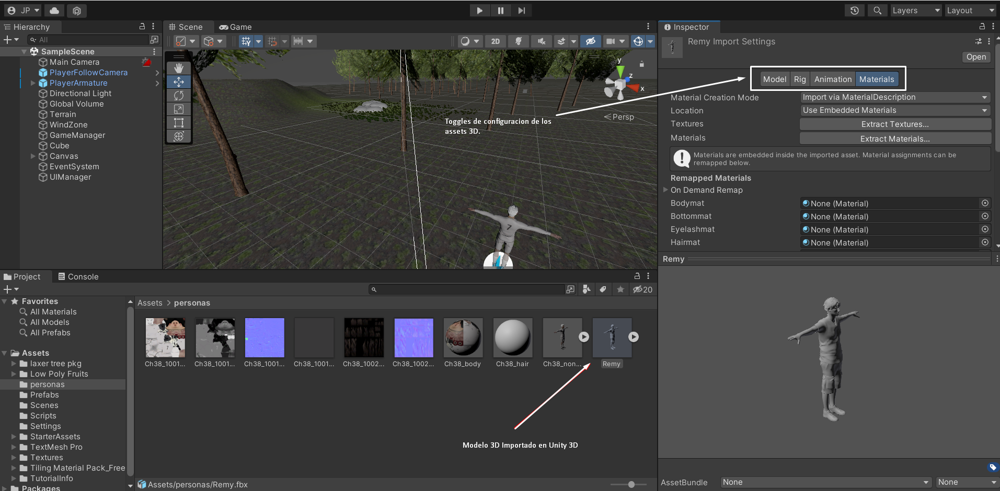 JP
Layers
Layout
Hierarchy
All
SampleScene
Main Camera
PlayerFollowCamera
PlayerArmature
Directional Light
Global Volume
Terrain
WindZone
GameManager
Cube
Canvas
EventSystem
UIManager
Scene
Game
2D
y
z
x
Persp
Toggles de configuracion de los
assets 3D.
7
Inspector
Remy Import Settings
Open
Model Rig Animation Materials
Material Creation Mode Import via MaterialDescription
Location Use Embedded Materials
Textures Extract Textures...
Materials Extract Materials...
Materials are embedded inside the imported asset. Material assignments can be
remapped below.
Remapped Materials
On Demand Remap
Bodymat None (Material)
Bottommat None (Material)
Eyelashmat None (Material)
Hairmat None (Material)
Remy
Project
Console
20
Favorites
All Materials
All Models
All Prefabs
Assets
laxer tree pkg
Low Poly Fruits
personas
Prefabs
Scenes
Scripts
Settings
StarterAssets
TextMesh Pro
Textures
Tiling Material Pack_Free
TutorialInfo
Packages
Assets > personas
Ch38_1001... Ch38_1001... Ch38_1001... Ch38_1001... Ch38_1002... Ch38_1002... Ch38_body Ch38_hair Ch38_non... Remy
Modelo 3D Importado en Unity 3D
Assets/personas/Remy.fbx
AssetBundle None None